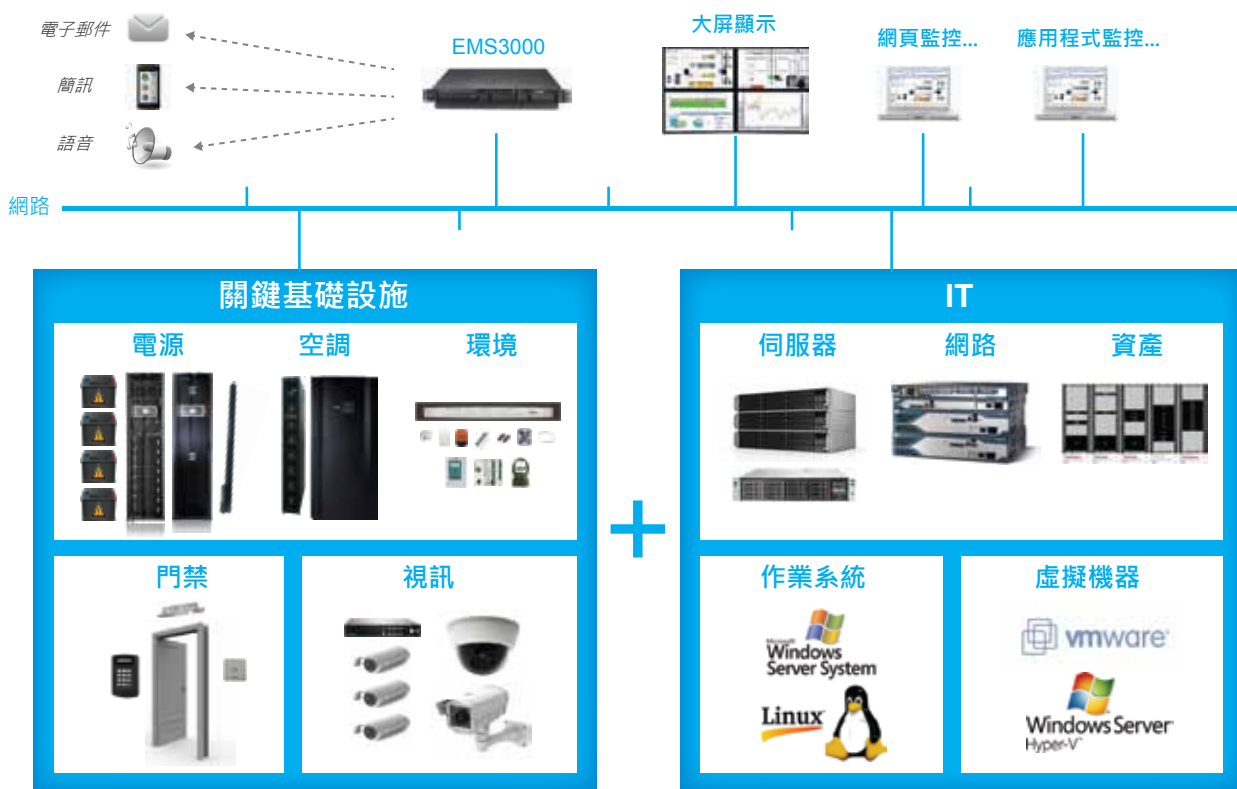 電子郵件
簡訊
語音
EMS3000
大屏顯示
網頁監控...
應用程式監控...
網路
關鍵基礎設施
電源
空調
環境
門禁
視訊
IT
伺服器
網路
資產
作業系統
Microsoft
Windows
Server System
Linux
虛擬機器
vmware
Windows Server
Hyper-V